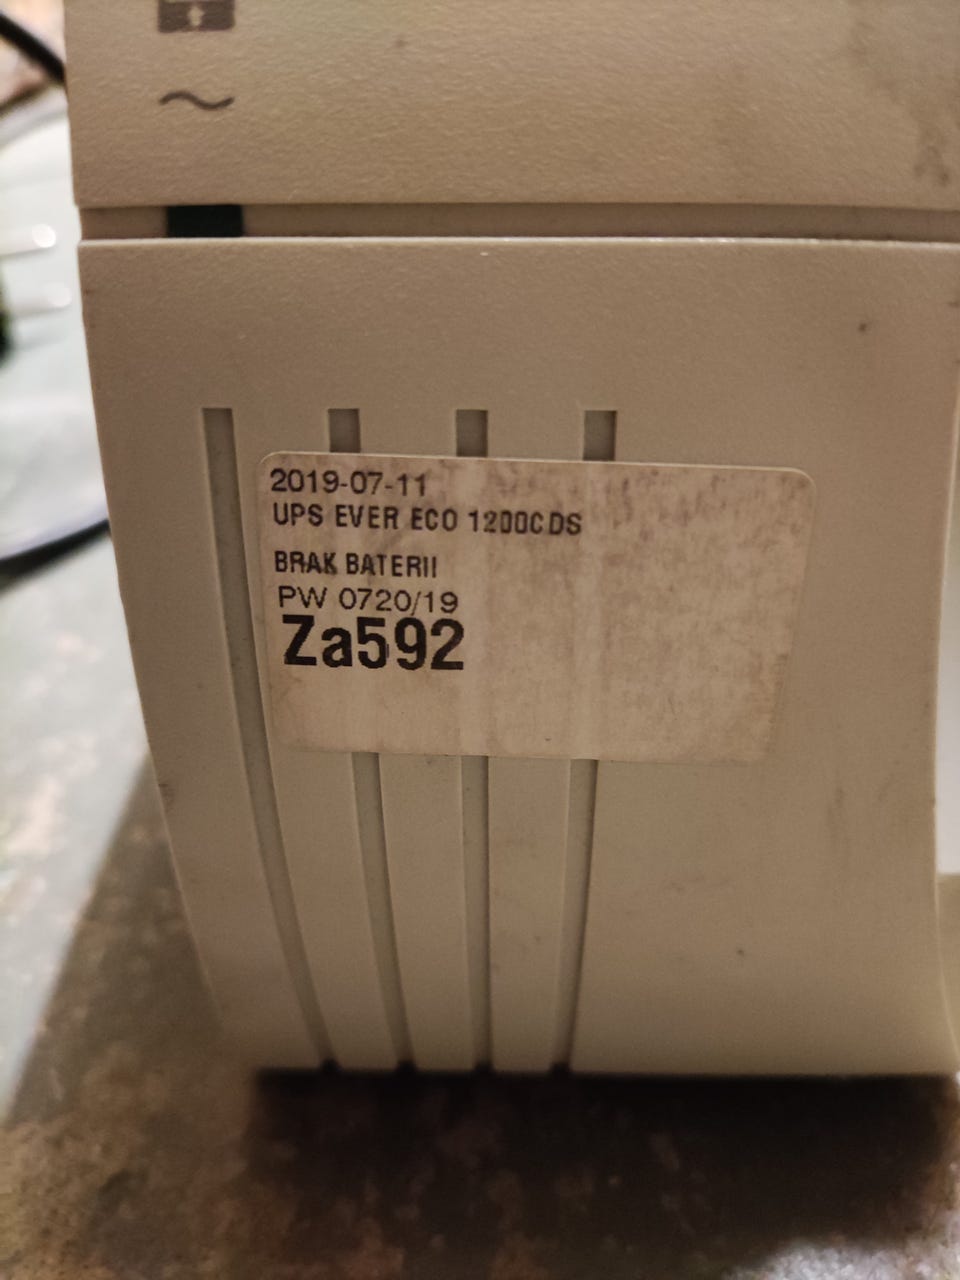 2019-07-11
UPS EVER ECO 1200CDS
BRAK BATERII
PW 0720/19
Za592